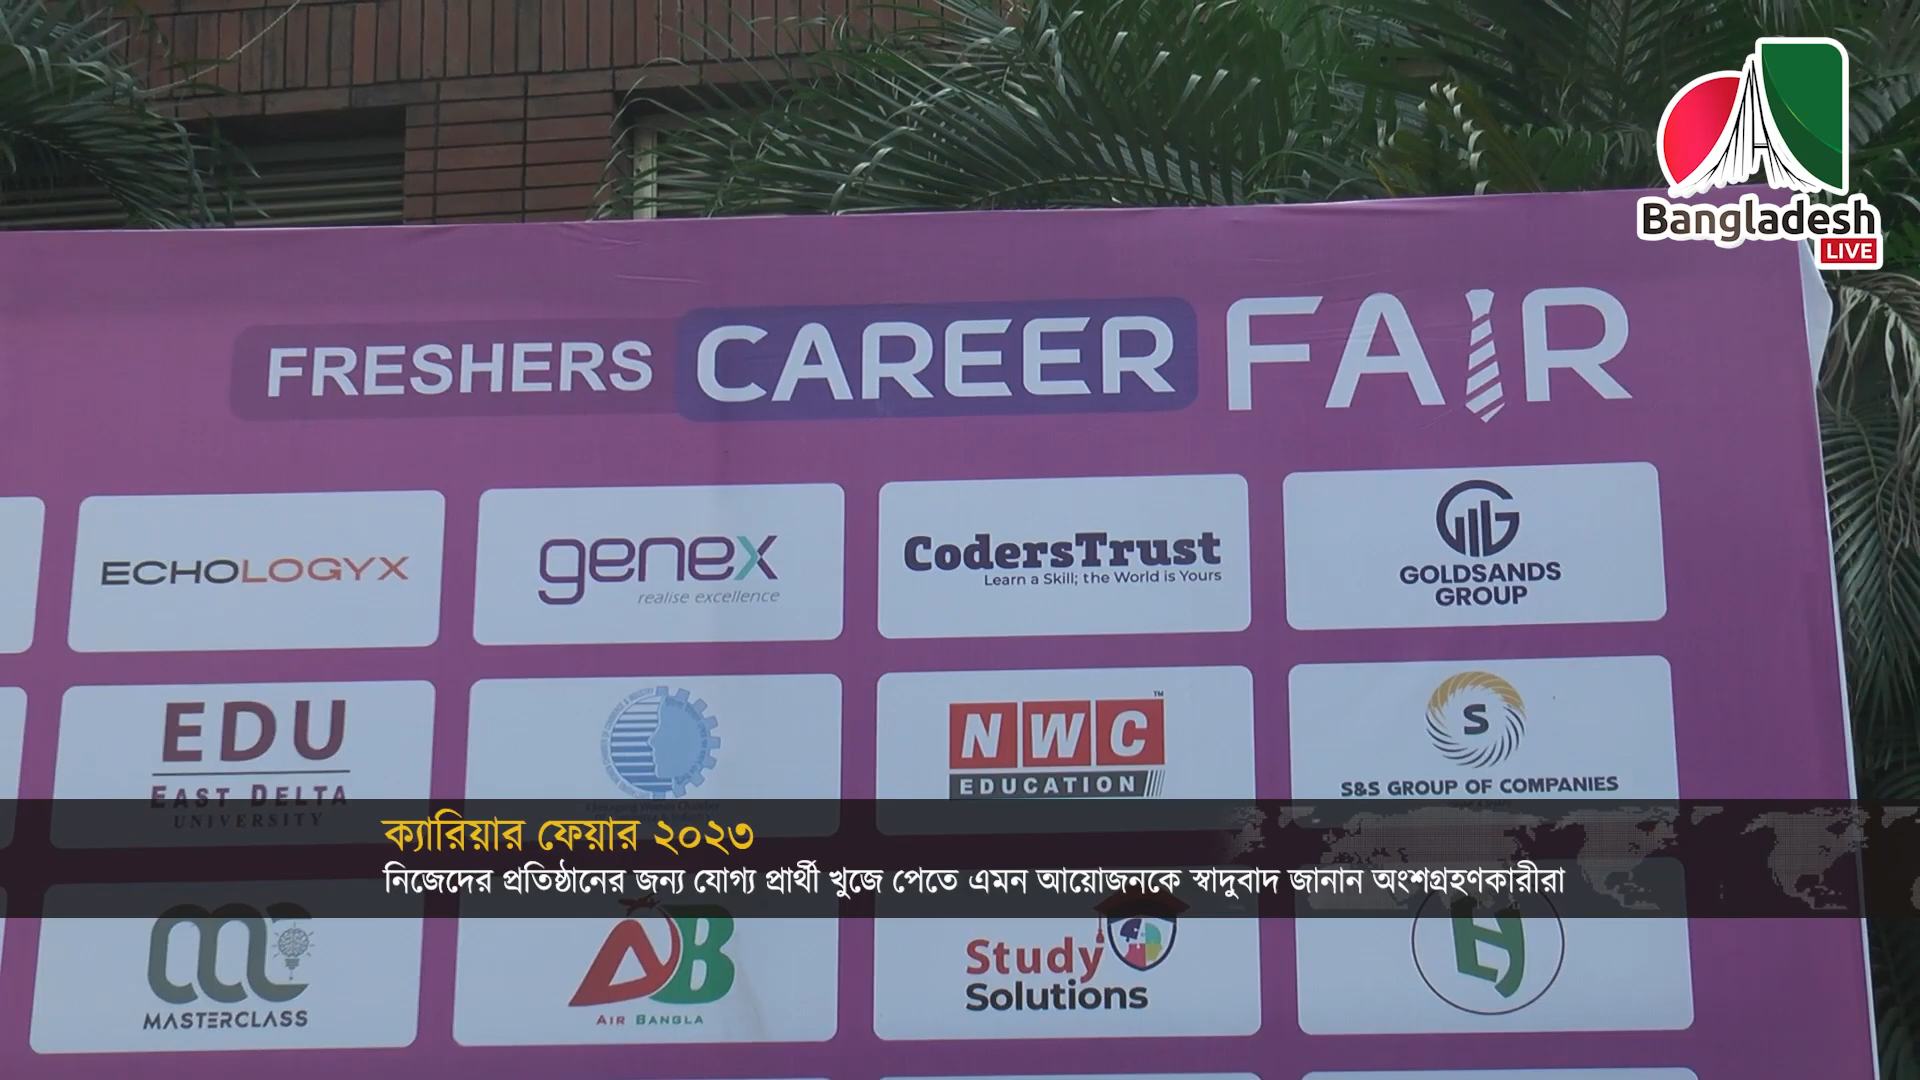 Bangladesh
LIVE
FRESHERS CAREER FAIR
ECHOLOGYX
genex
realise excellence
CodersTrust
Learn a Skill; the World is Yours
GOLDSANDS
GROUP
EDU
EAST DELTA
UNIVERSITY
NWC
EDUCATION
TM
S
S&S GROUP OF COMPANIES
ক্যারিয়ার ফেয়ার ২০২৩
নিজেদের প্রতিষ্ঠানের জন্য যোগ্য প্রার্থী খুজে পেতে এমন আয়োজনকে স্বাদুবাদ জানান অংশগ্রহণকারীরা
MASTERCLASS
AB
AIR BANGLA
Study
Solutions